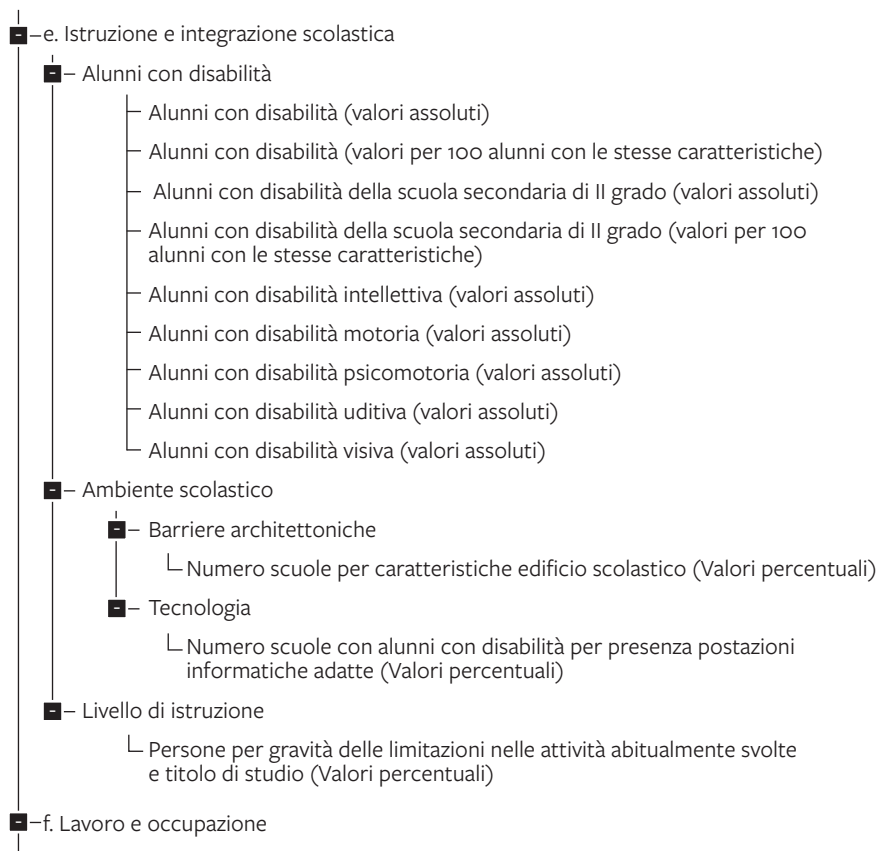 e. Istruzione e integrazione scolastica
Alunni con disabilità
Alunni con disabilità (valori assoluti)
Alunni con disabilità (valori per 100 alunni con le stesse caratteristiche)
Alunni con disabilità della scuola secondaria di II grado (valori assoluti)
Alunni con disabilità della scuola secondaria di II grado (valori per 100
alunni con le stesse caratteristiche)
Alunni con disabilità intellettiva (valori assoluti)
Alunni con disabilità motoria (valori assoluti)
Alunni con disabilità psicomotoria (valori assoluti)
Alunni con disabilità uditiva (valori assoluti)
Alunni con disabilità visiva (valori assoluti)
Ambiente scolastico
Barriere architettoniche
Numero scuole per caratteristiche edificio scolastico (Valori percentuali)
Tecnologia
Numero scuole con alunni con disabilità per presenza postazioni
informatiche adatte (Valori percentuali)
Livello di istruzione
Persone per gravità delle limitazioni nelle attività abitualmente svolte
e titolo di studio (Valori percentuali)
f. Lavoro e occupazione